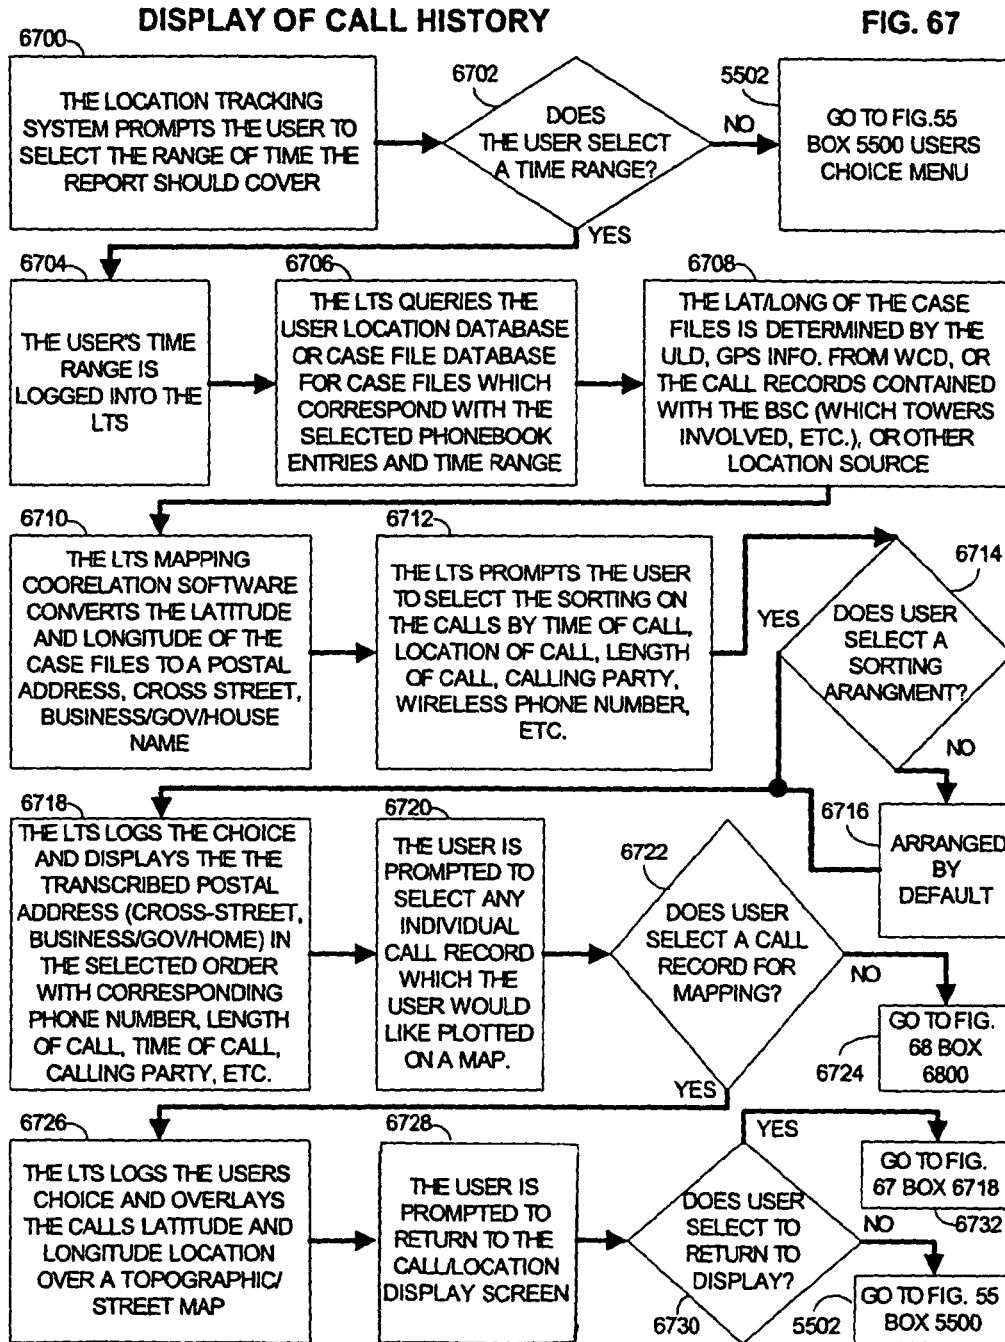 DISPLAY OF CALL HISTORY
FIG. 67
6700
THE LOCATION TRACKING
SYSTEM PROMPTS THE USER TO
SELECT THE RANGE OF TIME THE
REPORT SHOULD COVER
6702
DOES
THE USER SELECT
A TIME RANGE?
NO
YES
5502
GO TO FIG.55
BOX 5500 USERS
CHOICE MENU
6704
THE USER'S TIME
RANGE IS
LOGGED INTO THE
LTS
6706
THE LTS QUERIES THE
USER LOCATION DATABASE
OR CASE FILE DATABASE
FOR CASE FILES WHICH
CORRESPOND WITH THE
SELECTED PHONEBOOK
ENTRIES AND TIME RANGE
6708
THE LAT/LONG OF THE CASE
FILES IS DETERMINED BY THE
ULD, GPS INFO. FROM WCD, OR
THE CALL RECORDS CONTAINED
WITH THE BSC (WHICH TOWERS
INVOLVED, ETC.), OR OTHER
LOCATION SOURCE
6710
THE LTS MAPPING
COORELATION SOFTWARE
CONVERTS THE LATITUDE
AND LONGITUDE OF THE
CASE FILES TO A POSTAL
ADDRESS, CROSS STREET,
BUSINESS/GOV/HOUSE
NAME
6712
THE LTS PROMPTS THE USER
TO SELECT THE SORTING ON
THE CALLS BY TIME OF CALL,
LOCATION OF CALL, LENGTH
OF CALL, CALLING PARTY,
WIRELESS PHONE NUMBER,
ETC.
6714
YES
DOES USER
SELECT A
SORTING
ARANGMENT?
NO
6716
ARRANGED
BY
DEFAULT
6718
THE LTS LOGS THE CHOICE
AND DISPLAYS THE THE
TRANSCRIBED POSTAL
ADDRESS (CROSS-STREET,
BUSINESS/GOV/HOME) IN
THE SELECTED ORDER
WITH CORRESPONDING
PHONE NUMBER, LENGTH
OF CALL, TIME OF CALL,
CALLING PARTY, ETC.
6720
THE USER IS
PROMPTED TO
SELECT ANY
INDIVIDUAL
CALL RECORD
WHICH THE
USER WOULD
LIKE PLOTTED
ON A MAP.
6722
DOES USER
SELECT A CALL
RECORD FOR
MAPPING?
NO
YES
6724
GO TO FIG.
68 BOX
6800
6726
THE LTS LOGS THE USERS
CHOICE AND OVERLAYS
THE CALLS LATITUDE AND
LONGITUDE LOCATION
OVER A TOPOGRAPHIC/
STREET MAP
6728
THE USER IS
PROMPTED TO
RETURN TO THE
CALL/LOCATION
DISPLAY SCREEN
YES
DOES USER
SELECT TO
RETURN TO
DISPLAY?
6730
NO
GO TO FIG.
67 BOX 6718
6732
5502
GO TO FIG. 55
BOX 5500